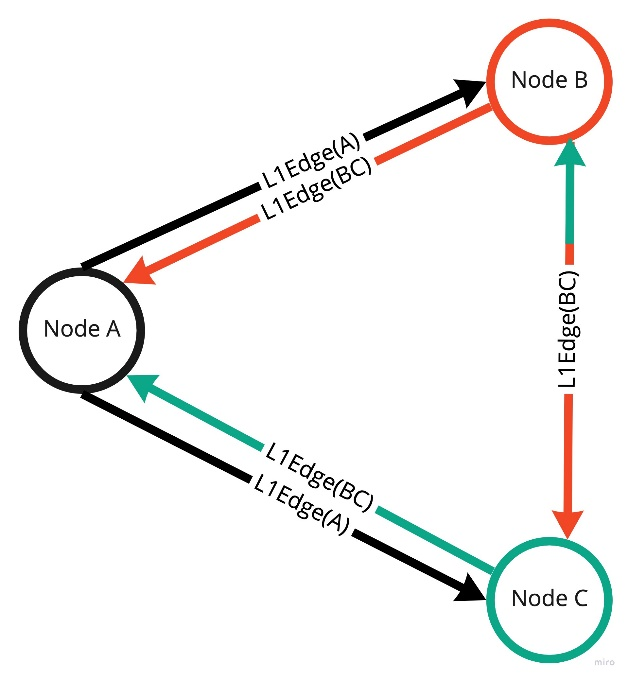 Node B
L1Edge(A)
L1Edge(BC)
L1Edge(BC)
Node A
L1Edge(BC)
L1Edge(A)
Node C
miro